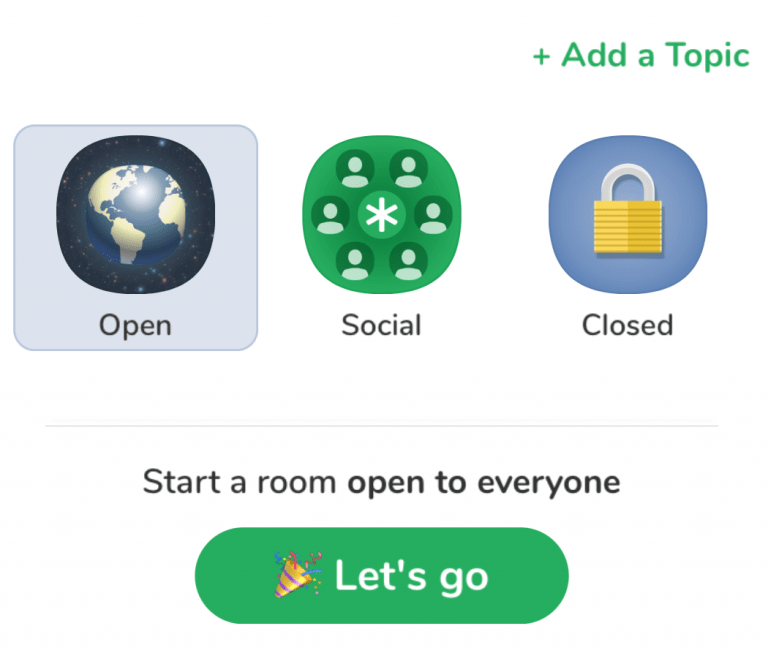 + Add a Topic
Open Social Closed
Start a room open to everyone
Let's go